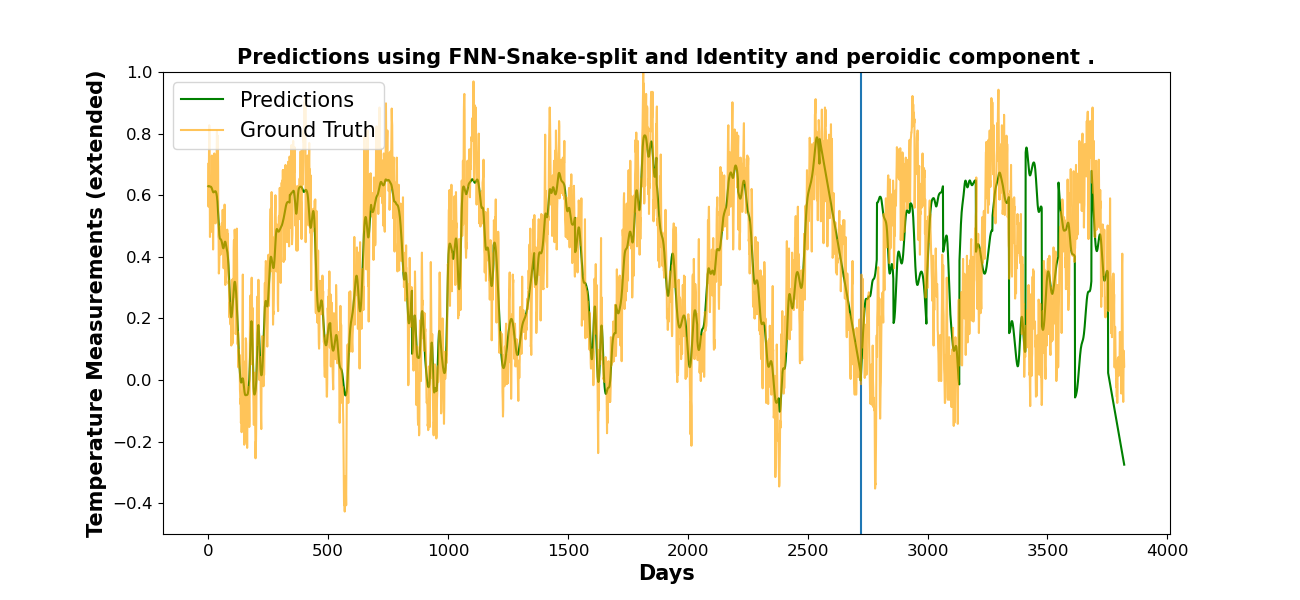 Predictions using FNN-Snake-split and Identity and peroidic component .
Temperature Measurements (extended)
1.0
0.8
0.6
0.4
0.2
0.0
−0.2
−0.4
Predictions
Ground Truth
0 500 1000 1500 2000 2500 3000 3500 4000
Days